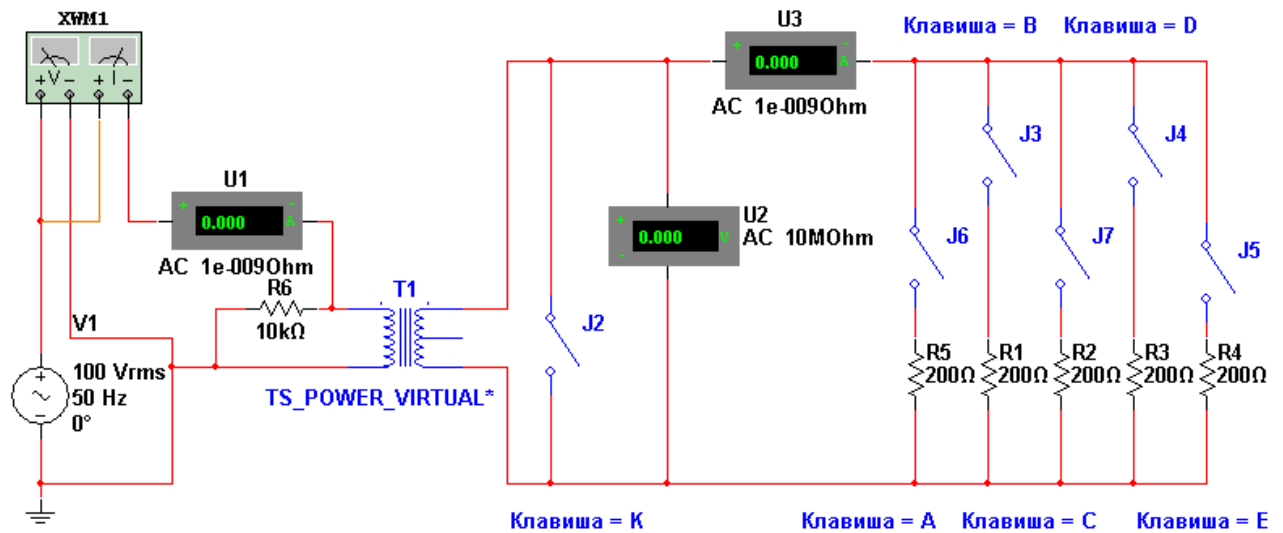 XWM1
U3
Клавиша = B Клавиша = D
+ V - + I -
+ -
0.000 A
AC 1e-009Ohm
J3
J4
U1
+ -
0.000 A
AC 1e-009Ohm
U2
+
0.000 V
-
AC 10MOhm
J6
J7
J5
R6
10kΩ
T1
TS_POWER_VIRTUAL*
J2
V1
+
-
100 Vrms
50 Hz
0°
R5
200Ω
R1
200Ω
R2
200Ω
R3
200Ω
R4
200Ω
Клавиша = K
Клавиша = A
Клавиша = C
Клавиша = E